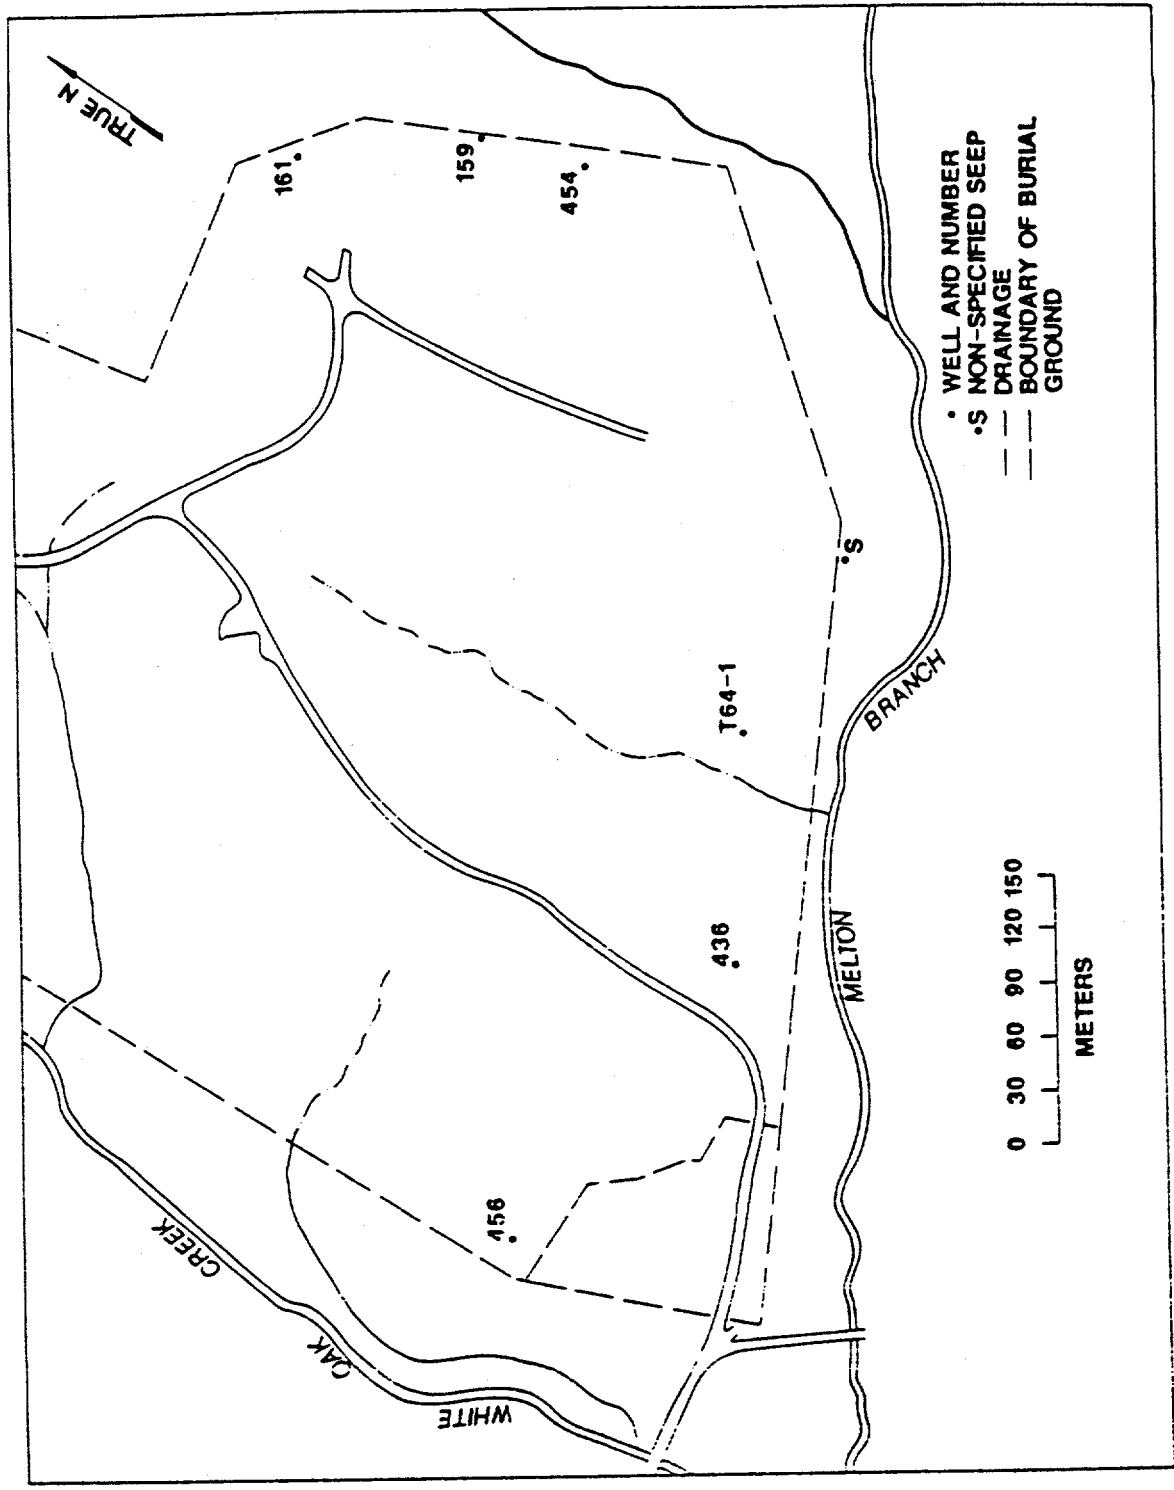 TRUE N
161
159
454
S
T64-1
436
456
WHITE
OAK
CREEK
MELTON
BRANCH
• WELL AND NUMBER
•S NON-SPECIFIED SEEP
DRAINAGE
BOUNDARY OF BURIAL
GROUND
0 30 60 90 120 150
METERS